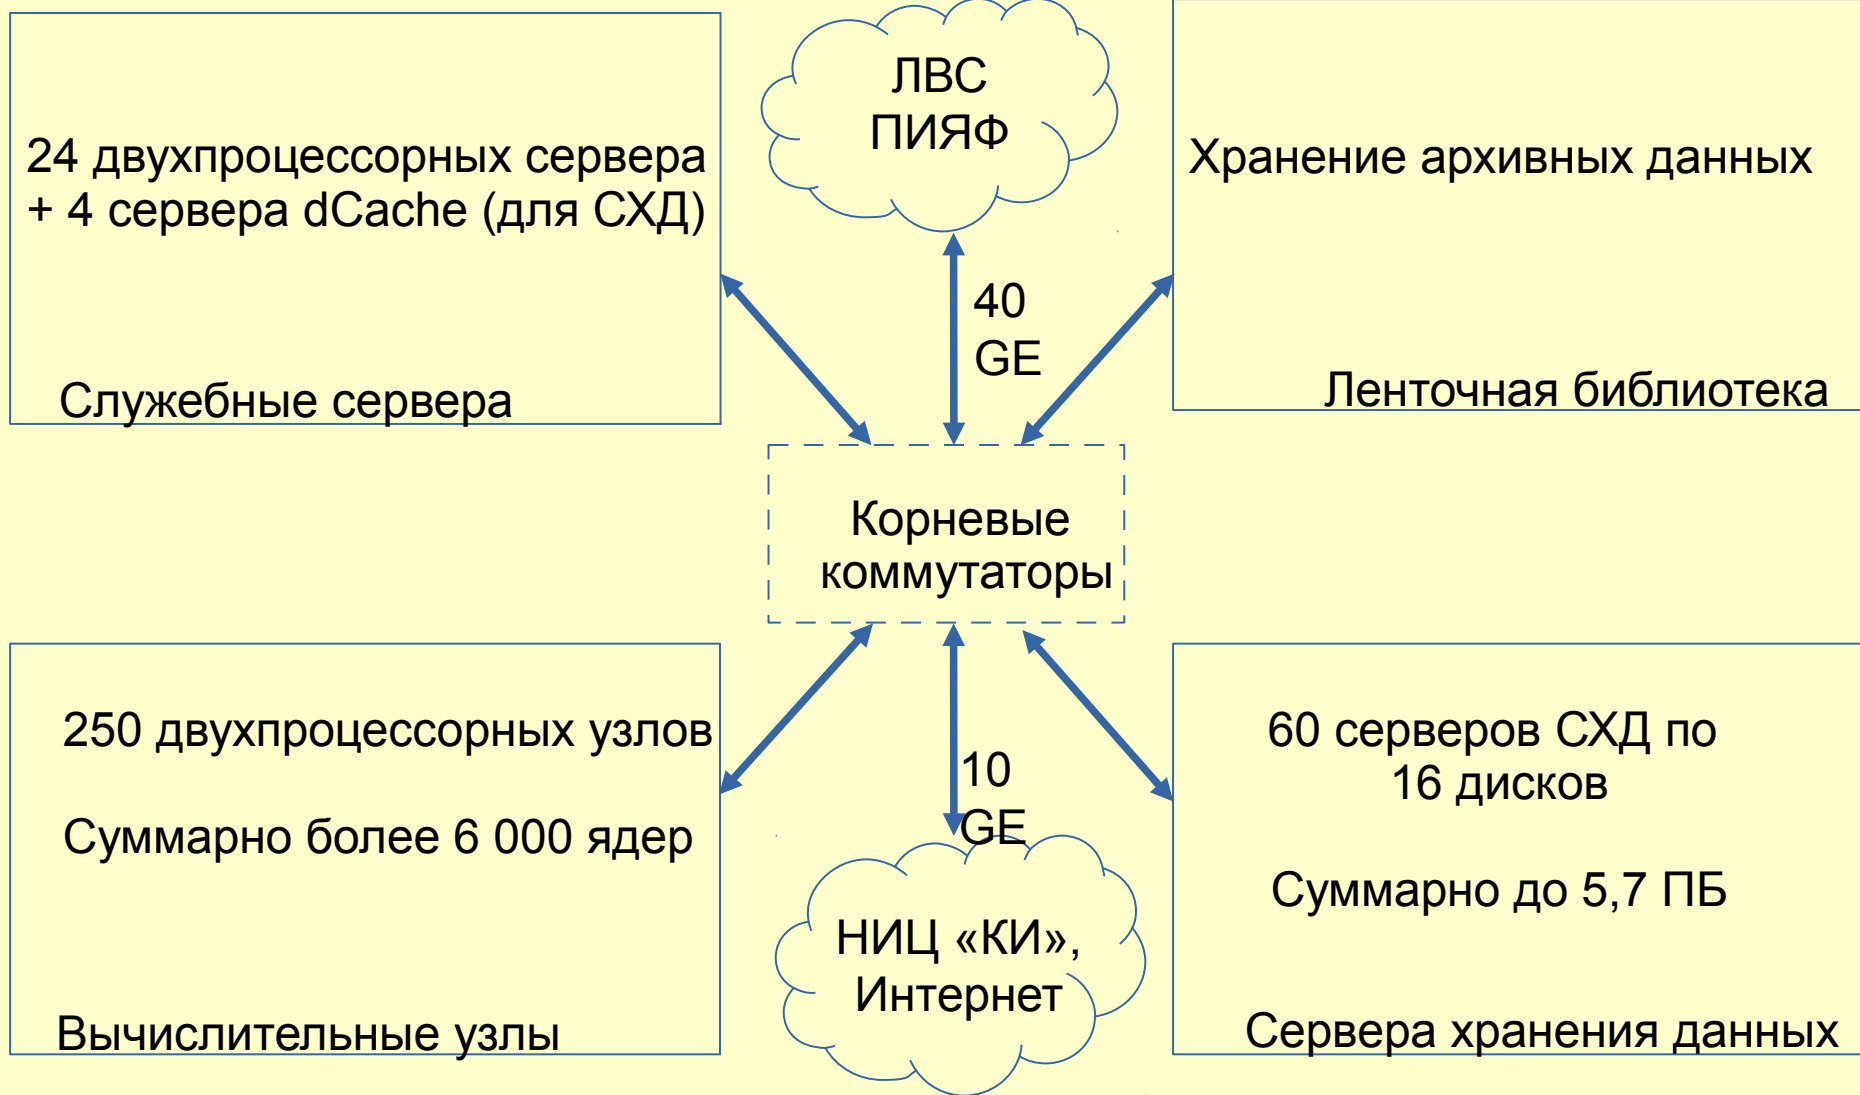 24 двухпроцессорных сервера
+ 4 сервера dCache (для СХД)
Служебные сервера
ЛВС
ПИЯФ
40
GE
Хранение архивных данных
Ленточная библиотека
Корневые
коммутаторы
250 двухпроцессорных узлов
Суммарно более 6 000 ядер
Вычислительные узлы
10
GE
НИЦ «КИ»,
Интернет
60 серверов СХД по
16 дисков
Суммарно до 5,7 ПБ
Сервера хранения данных